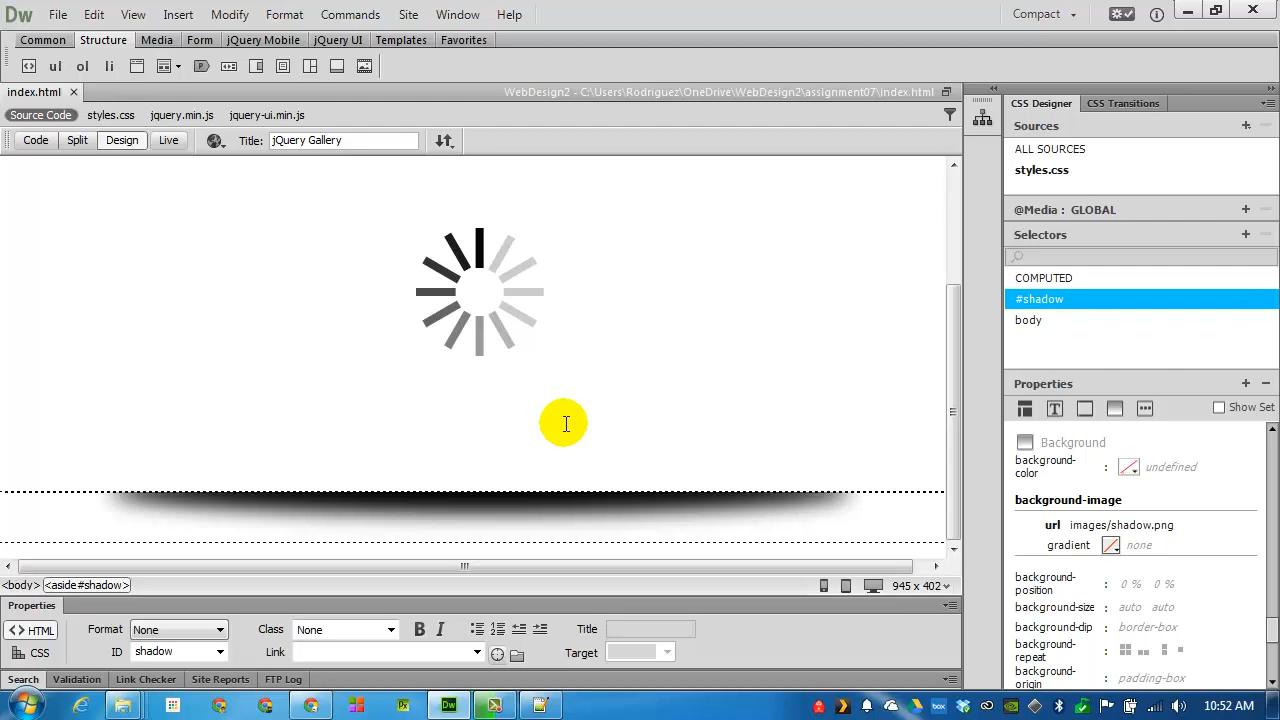 Dw File Edit View Insert Modify Format Commands Site Window Help Compact
Common Structure Media Form jQuery Mobile jQuery UI Templates Favorites
ul ol li
index.html WebDesign2 - C:\Users\Rodriguez\OneDrive\WebDesign2\assignment07\index.html
Source Code styles.css jquery.min.js jquery-ui.min.js
Code Split Design Live Title: jQuery Gallery
CSS Designer CSS Transitions
Sources
ALL SOURCES
styles.css
@Media : GLOBAL
Selectors
COMPUTED
#shadow
body
Properties
Show Set
Background
background-color : undefined
background-image
url images/shadow.png
gradient none
background-position : 0 % 0 %
background-size : auto auto
background-clip : border-box
background-repeat :
background-origin : padding-box
<body> <aside#shadow> 945 x 402
Properties
<> HTML Format None Class None B I Title
CSS ID shadow Link Target
Search Validation Link Checker Site Reports FTP Log
Dw box 10:52 AM